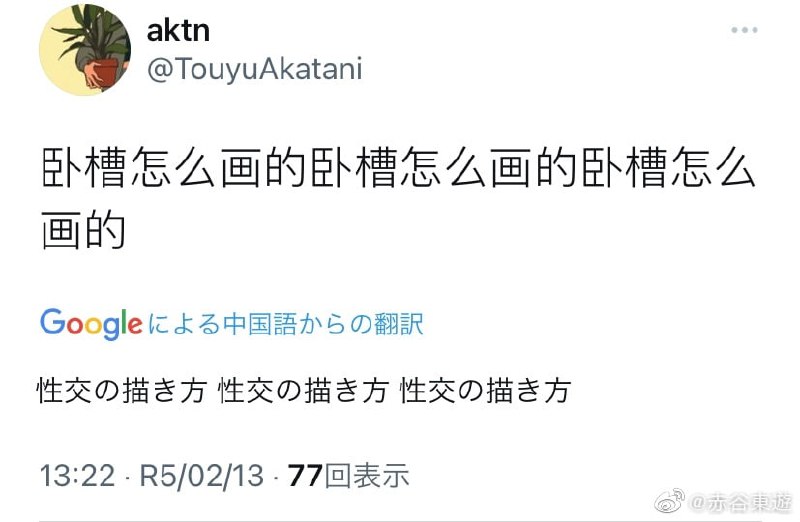 aktn
@TouyuAkatani
卧槽怎么画的卧槽怎么画的卧槽怎么
画的
Googleによる中国語からの翻訳
性交の描き方 性交の描き方 性交の描き方
13:22 · R5/02/13 · 77回表示
@赤谷東遊